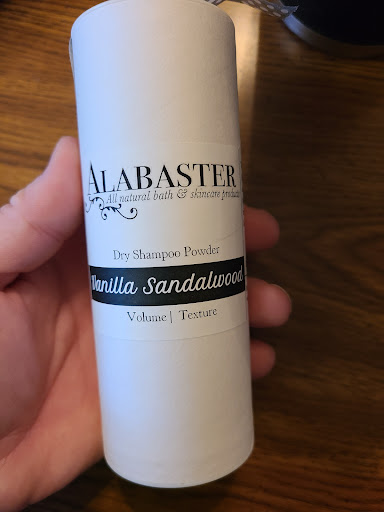 ALABASTER
All natural bath & skincare products
Dry Shampoo Powder
Vanilla Sandalwood
Volume | Texture